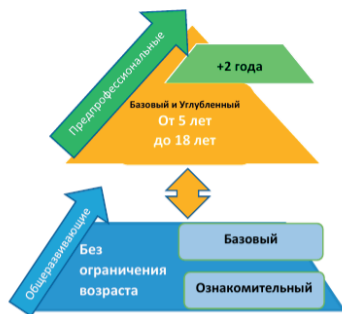 Предпрофессиональные
+2 года
Базовый и Углубленный
От 5 лет
до 18 лет
Общеразвивающие
Без
ограничения
возраста
Базовый
Ознакомительный